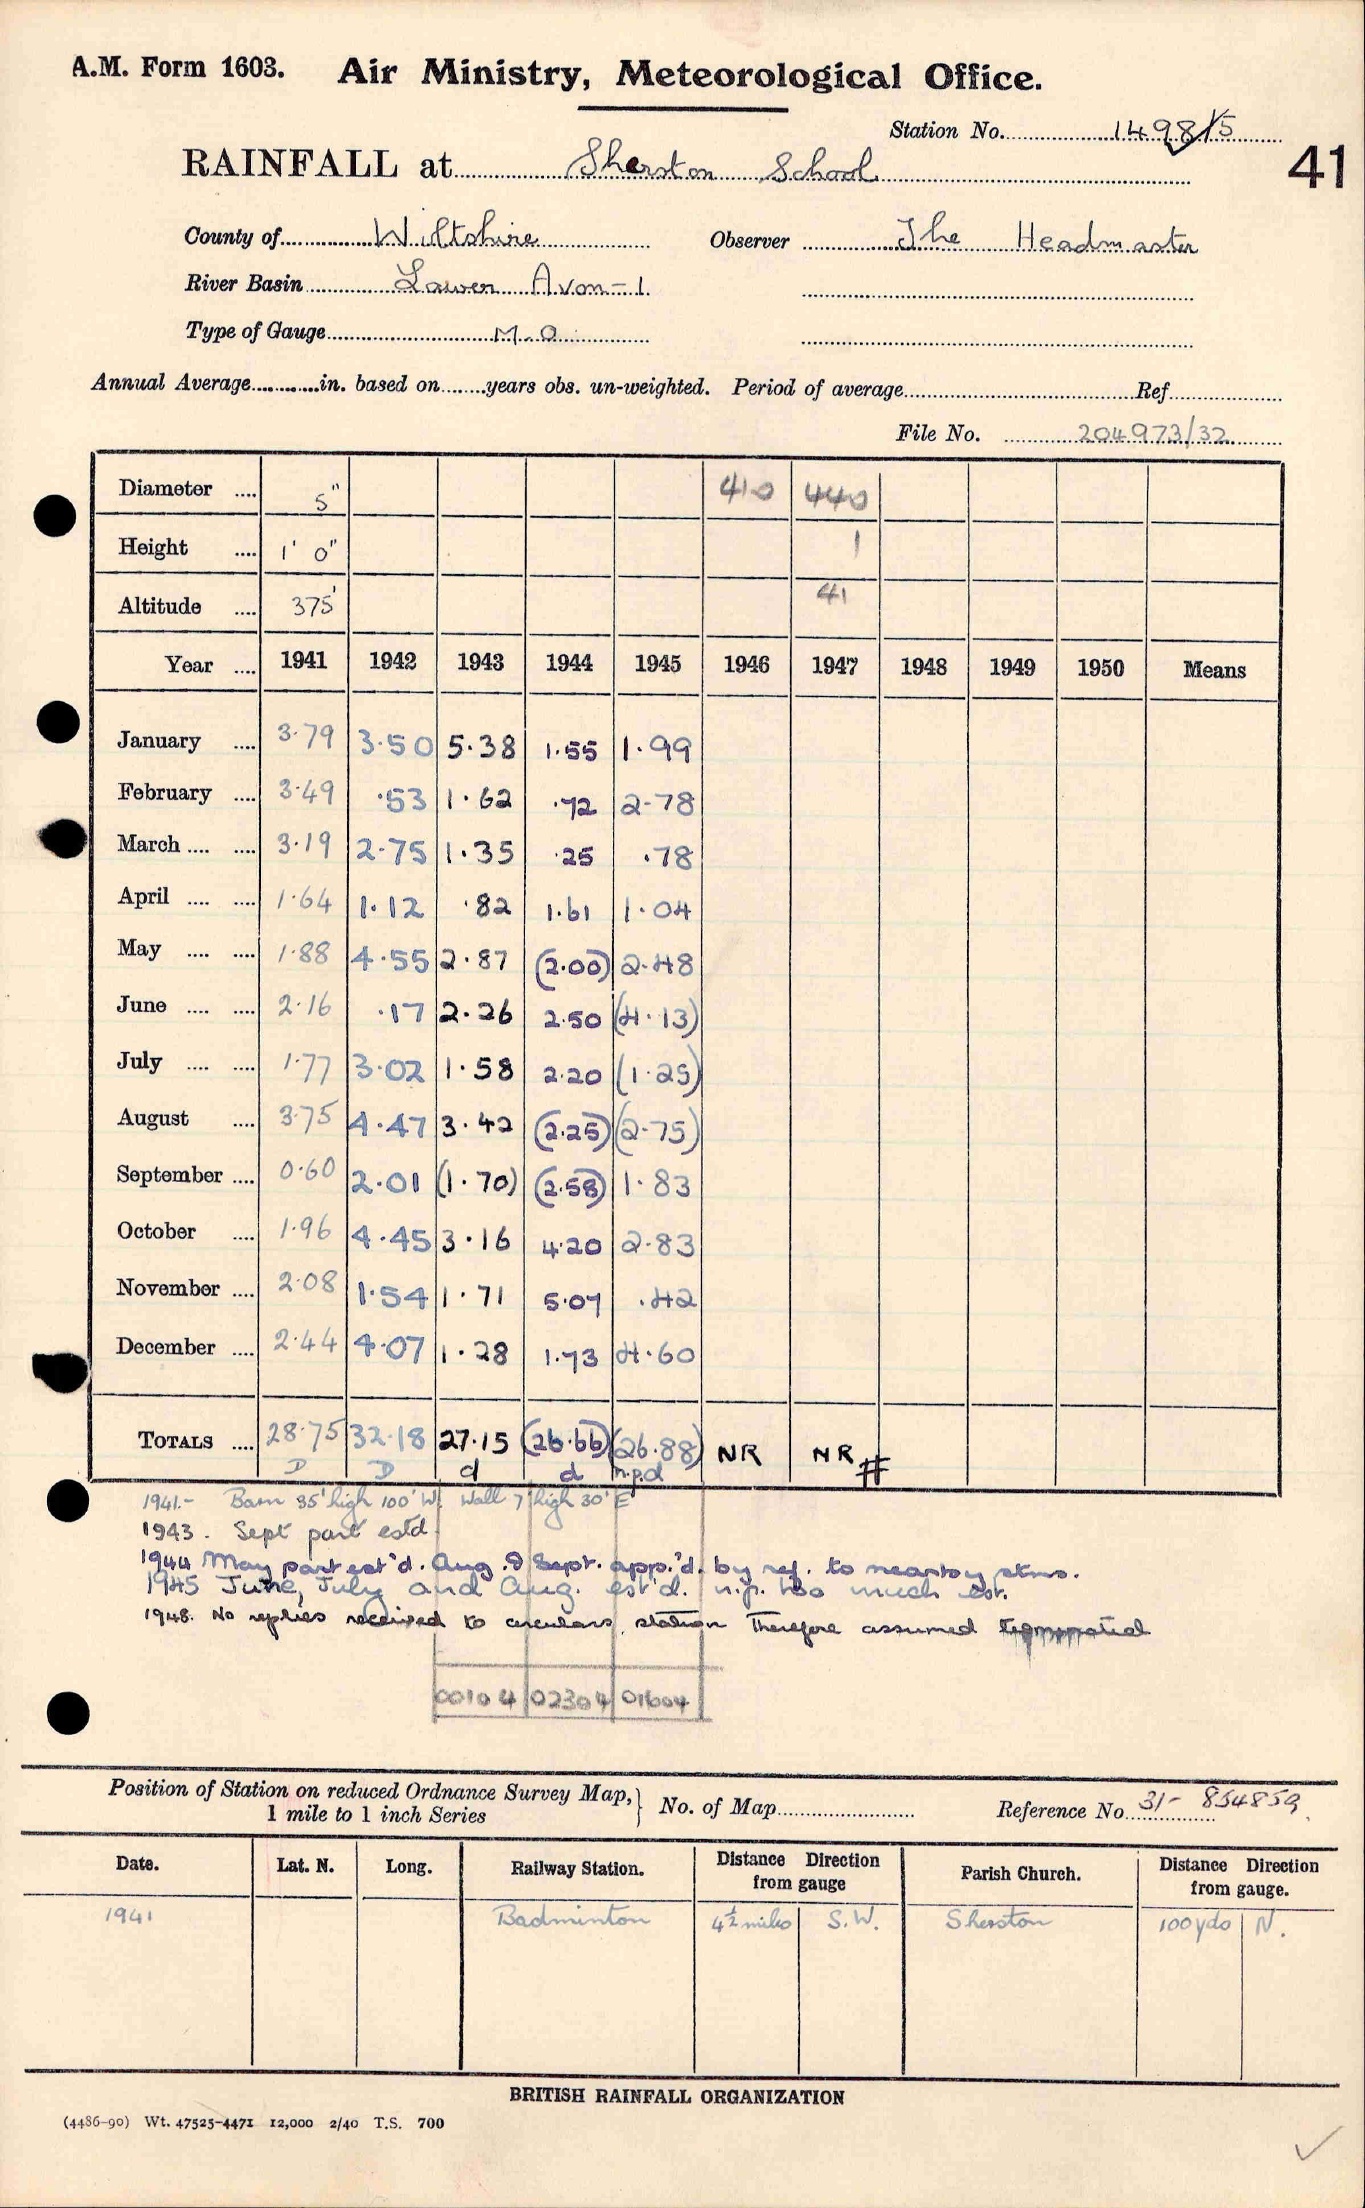 A.M. Form 1603. Air Ministry, Meteorological Office.
Station No. 1498/5
RAINFALL at Sherston School 41
County of Wiltshire Observer The Headmaster
River Basin Lower Avon-1
Type of Gauge M.O
Annual Average in. based on years obs. un-weighted. Period of average Ref
File No. 204973/32
Diameter 5" 410 440
Height 1' 0" 1
Altitude 375' 41
Year 1941 1942 1943 1944 1945 1946 1947 1948 1949 1950 Means
January 3.79 3.50 5.38 1.55 1.99
February 3.49 .53 1.62 .72 2.78
March 3.19 2.75 1.35 .25 .78
April 1.64 1.12 .82 1.61 1.04
May 1.88 4.55 2.87 (2.00) 2.48
June 2.16 .17 2.26 2.50 (4.13)
July 1.77 3.02 1.58 2.20 (1.25)
August 3.75 4.47 3.42 (2.25) (2.75)
September 0.60 2.01 (1.70) (2.58) 1.83
October 1.96 4.45 3.16 4.20 2.83
November 2.08 1.54 1.71 5.07 .42
December 2.44 4.07 1.28 1.73 4.60
TOTALS 28.75 32.18 27.15 (26.66) (26.88) NR NR #
D D d d n.p.d
1941.- Barn 35' high 100' W. Wall 7' high 30' E
1943. Sept part estd
1944 May part est'd. Aug & Sept. app.'d. by ref. to nearby stns.
1945 June, July and Aug. est'd. n.p. too much est.
1948. No replies received to circulars, station therefore assumed terminated
00104 02304 01604
Position of Station on reduced Ordnance Survey Map, 1 mile to 1 inch Series } No. of Map Reference No. 31- 854859
Date. Lat. N. Long. Railway Station. Distance Direction from gauge Parish Church. Distance Direction from gauge.
1941 Badminton 4½ miles S.W. Sherston 100 yds N.
BRITISH RAINFALL ORGANIZATION
(4486-90) Wt. 47525-4471 12,000 2/40 T.S. 700